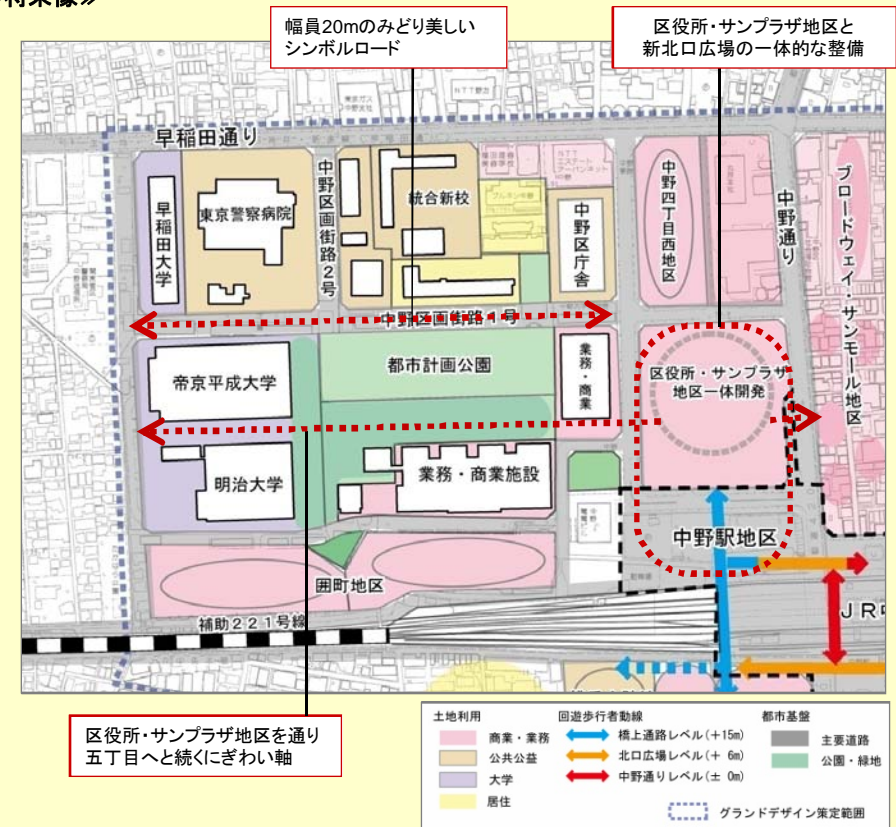 幅員20mのみどり美しい
シンボルロード
区役所・サンプラザ地区と
新北口広場の一体的な整備
早稲田通り
早稲田大学
東京警察病院
中野区画街路2号
統合新校
中野区庁舎
中野四丁目西地区
中野通り
ブロードウェイ・サンモール地区
中野区画街路1号
帝京平成大学
都市計画公園
業務・商業
区役所・サンプラザ
地区一体開発
明治大学
業務・商業施設
中野駅地区
囲町地区
補助221号線
JR中
区役所・サンプラザ地区を通り
五丁目へと続くにぎわい軸
土地利用
商業・業務
公共公益
大学
居住
回遊歩行者動線
橋上通路レベル(+15m)
北口広場レベル(+ 6m)
中野通りレベル(± 0m)
都市基盤
主要道路
公園・緑地
グランドデザイン策定範囲